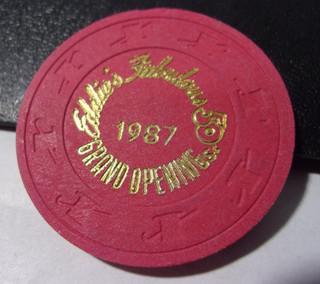 Eddie's Fabulous 50's
1987
GRAND OPENING